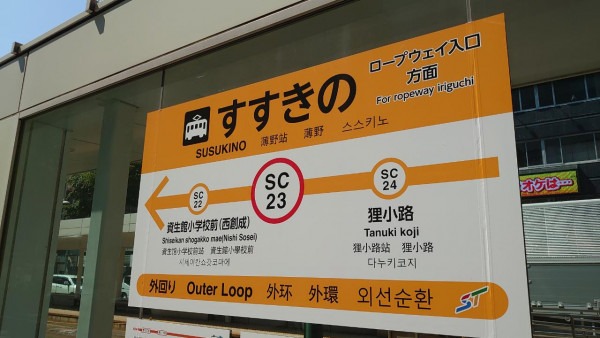 ロープウェイ入口
方面
For ropeway iriguchi
すすきの
SUSUKINO 薄野站 薄野 ススキノ
SC
22
SC
23
SC
24
資生館小学校前(西創成)
Shiseikan shogakko mae(Nishi Sosei)
资生馆小学校前站 資生館小學校前
시세이칸쇼갓코마에
狸小路
Tanuki koji
狸小路站 狸小路
다누키코지
外回り Outer Loop 外环 外環 외선순환
ST
オケは…